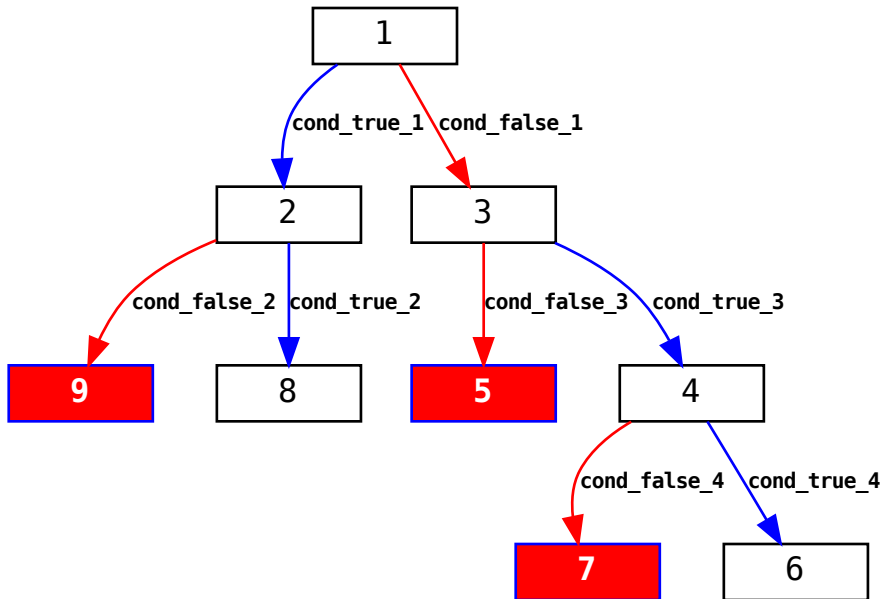 1
cond_true_1
cond_false_1
2
3
cond_false_2
cond_true_2
cond_false_3
cond_true_3
9
8
5
4
cond_false_4
cond_true_4
7
6